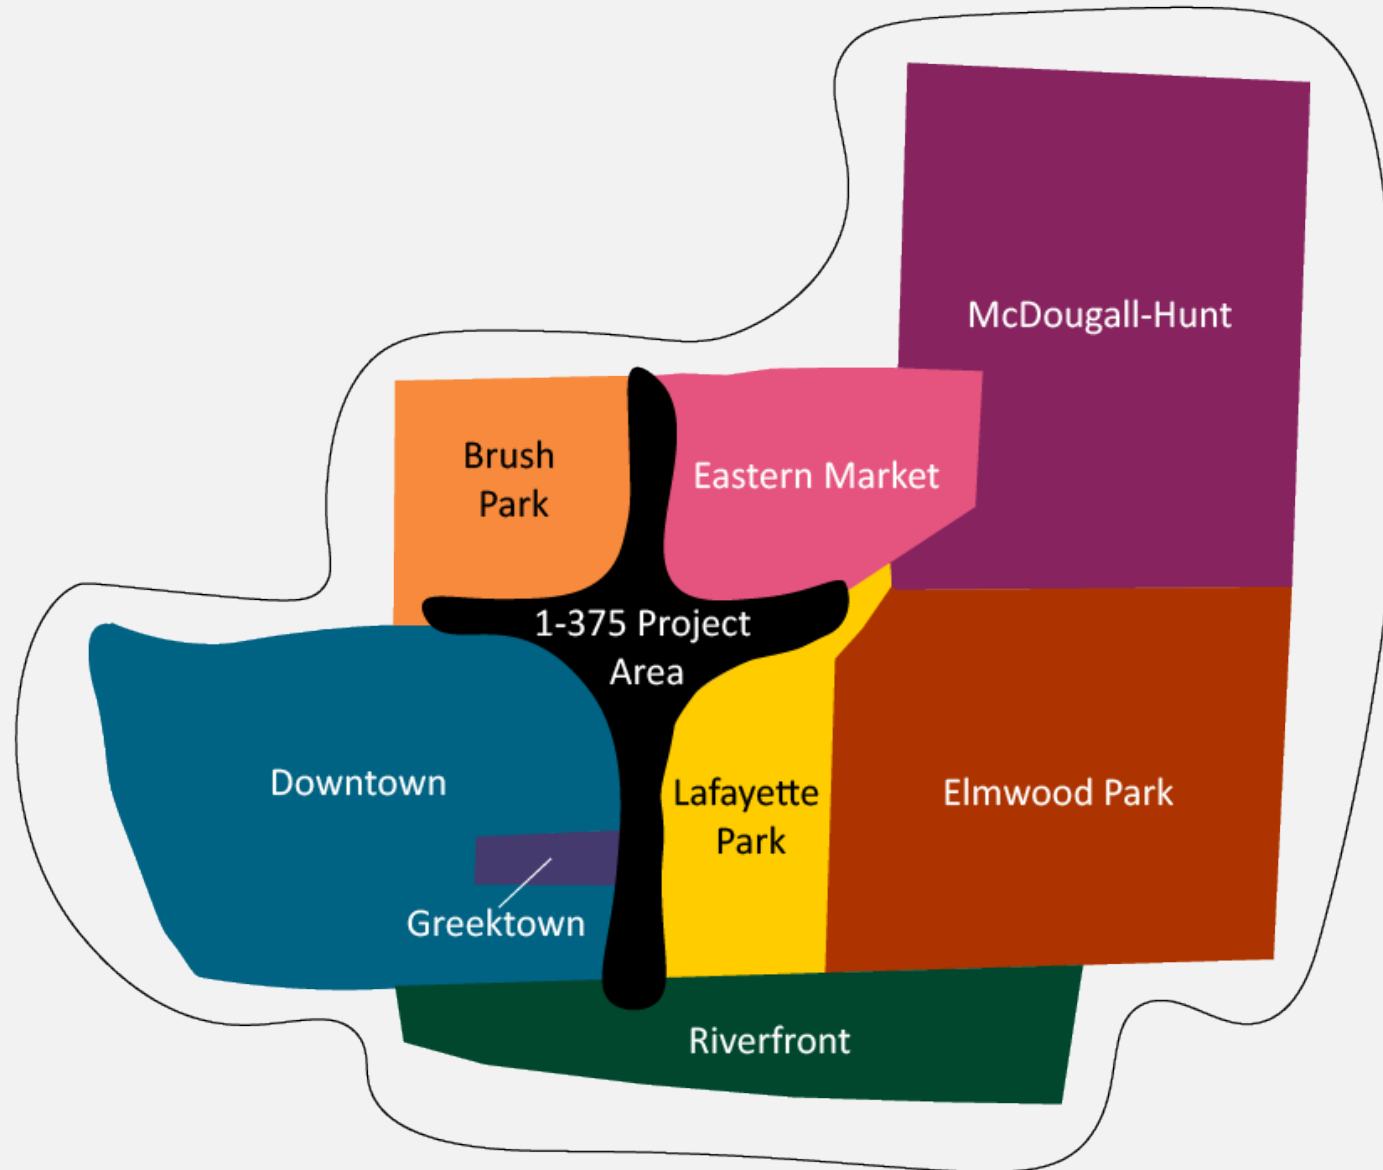 McDougall-Hunt
Brush
Park
Eastern Market
1-375 Project
Area
Downtown
Lafayette
Park
Elmwood Park
Greektown
Riverfront